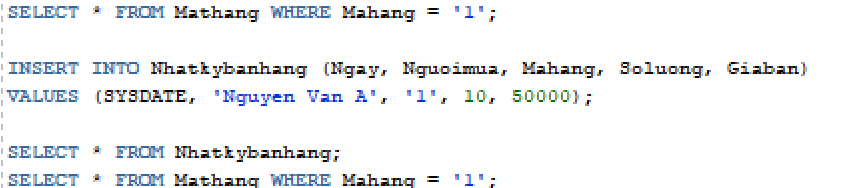 SELECT * FROM Mathang WHERE Mahang = '1';
INSERT INTO Nhatkybanhang (Ngay, Nguoimua, Mahang, Soluong, Giaban)
VALUES (SYSDATE, 'Nguyen Van A', '1', 10, 50000);
SELECT * FROM Nhatkybanhang;
SELECT * FROM Mathang WHERE Mahang = '1';